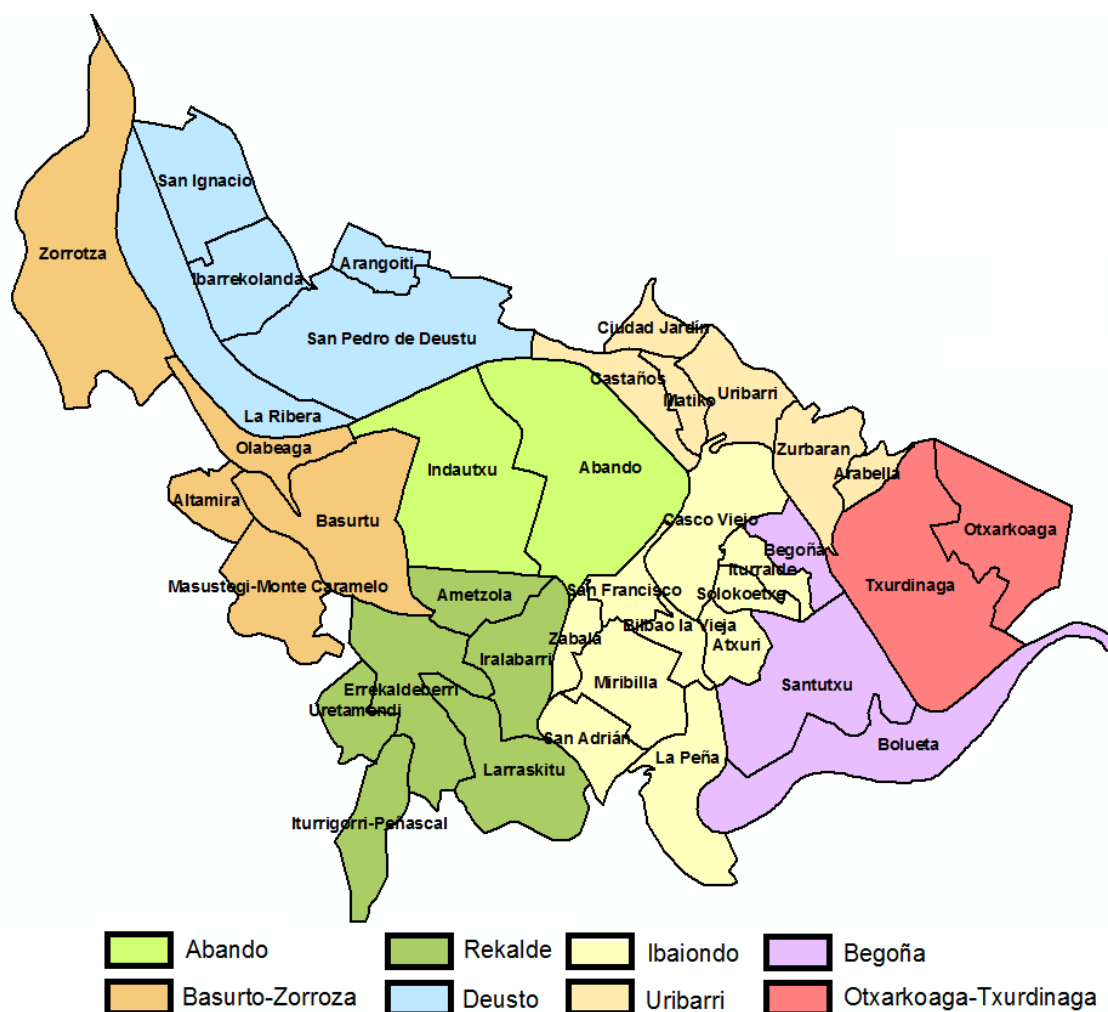 San Ignacio
Zorrotza
Arangoiti
Ibarrekolanda
Ciudad Jardín
San Pedro de Deustu
Castaños
Uribarri
Matiko
La Ribera
Olabeaga
Zurbaran
Indautxu
Abando
Arabella
Altamira
Basurtu
Casco Viejo
Otxarkoaga
Begoña
Iturralde
Masustegi-Monte Caramelo
Txurdinaga
Ametzola
San Francisco
Solokoetxe
Bilbao la Vieja
Zabala
Atxuri
Iralabarri
Miribilla
Santutxu
Errekaldeberri
Uretamendi
San Adrián
Bolueta
La Peña
Larraskitu
Iturrigorri-Peñascal
Abando
Rekalde
Ibaiondo
Begoña
Basurto-Zorroza
Deusto
Uribarri
Otxarkoaga-Txurdinaga